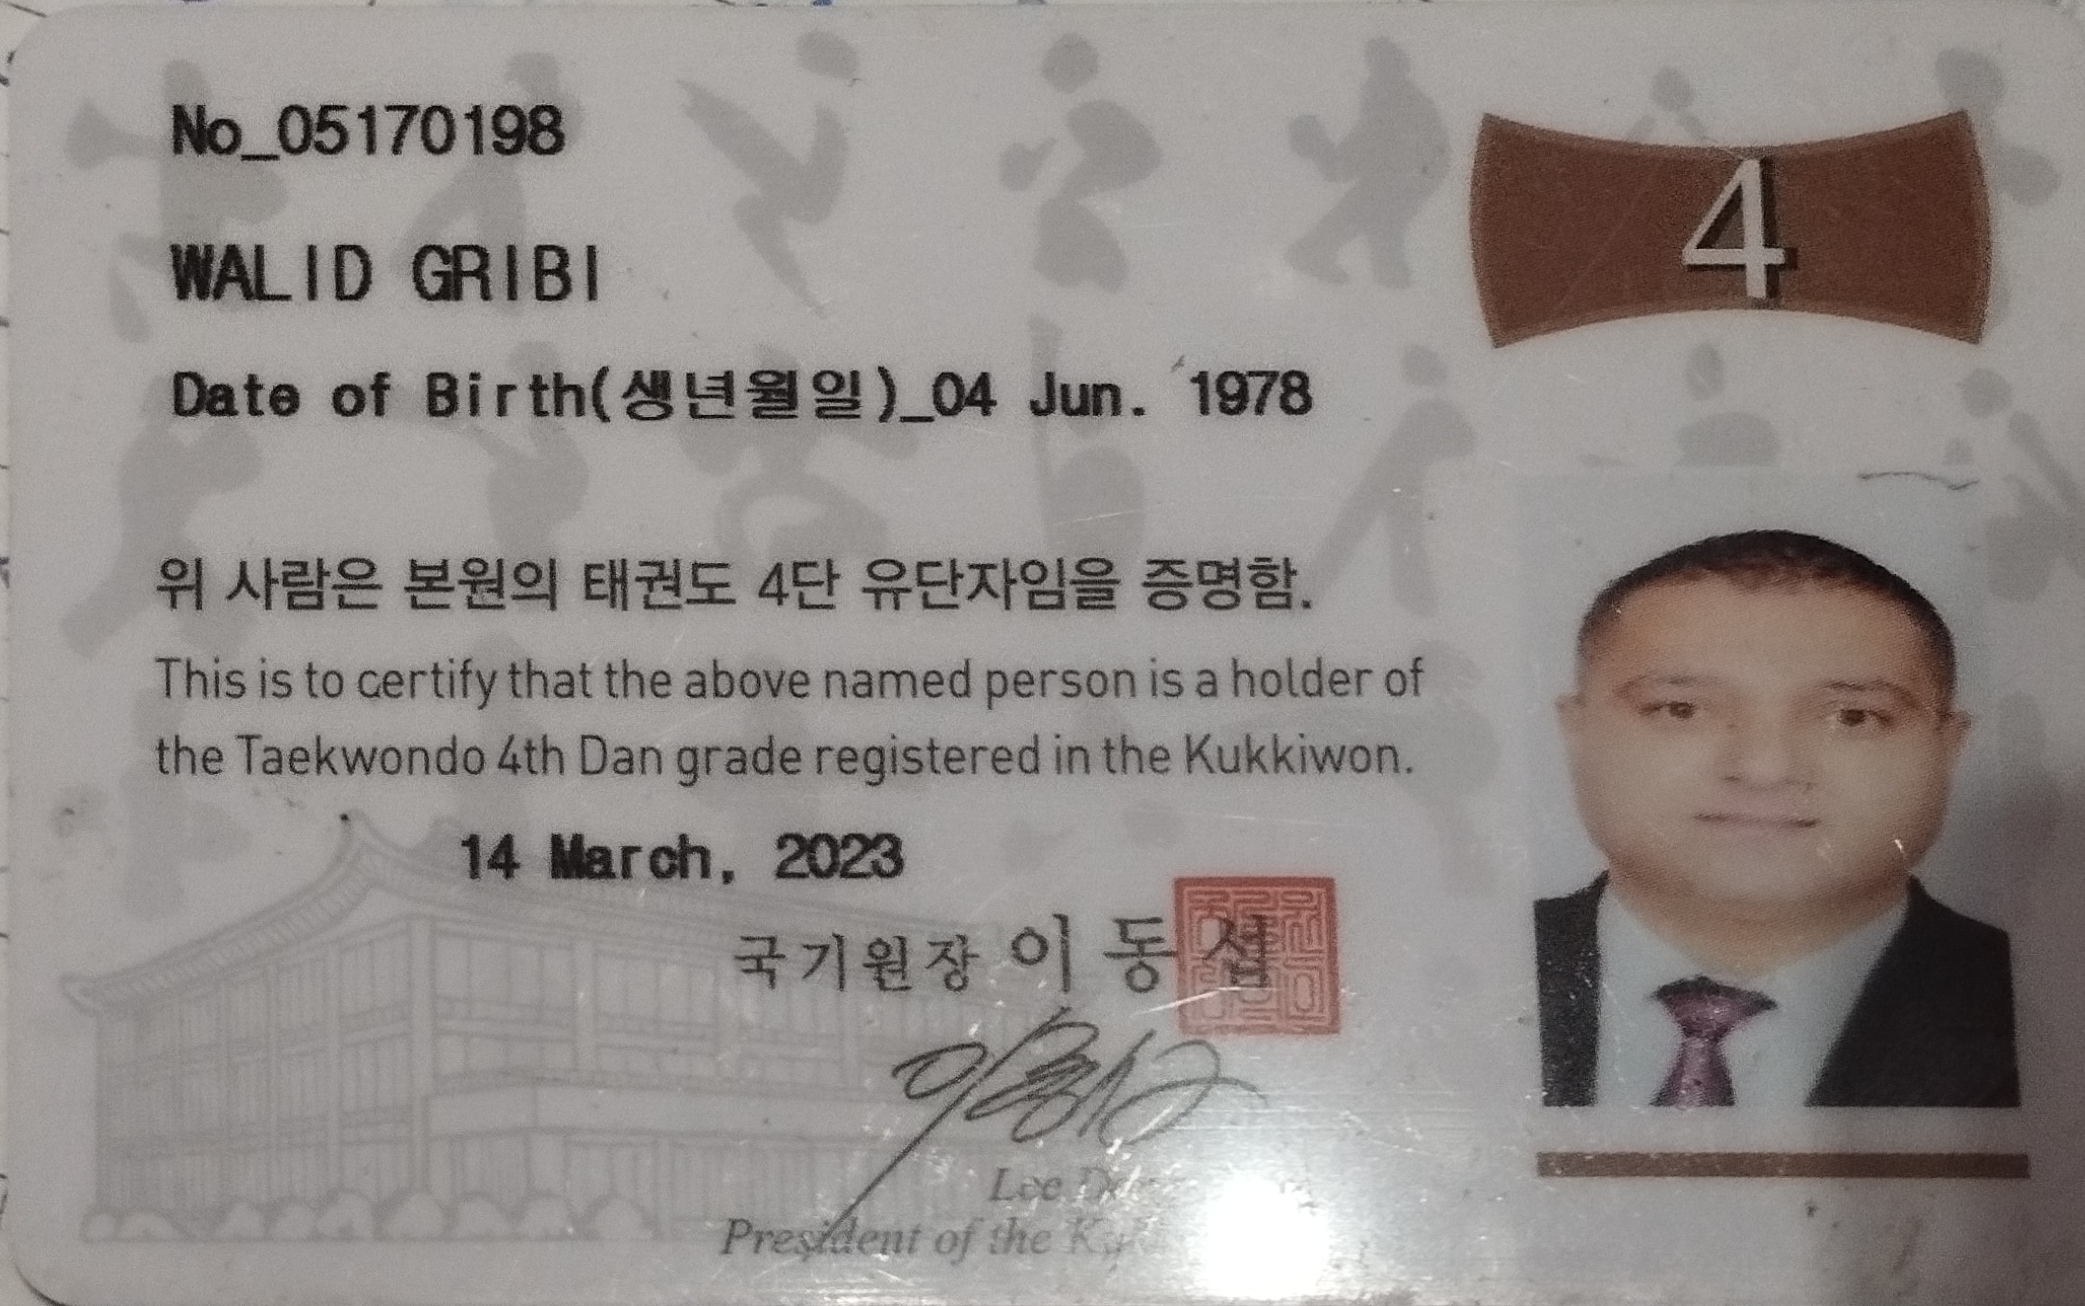 No_05170198
4
WALID GRIBI
Date of Birth(생년월일)_04 Jun. 1978
위 사람은 본원의 태권도 4단 유단자임을 증명함.
This is to certify that the above named person is a holder of
the Taekwondo 4th Dan grade registered in the Kukkiwon.
14 March, 2023
국기원장 이동섭
Lee
President of the